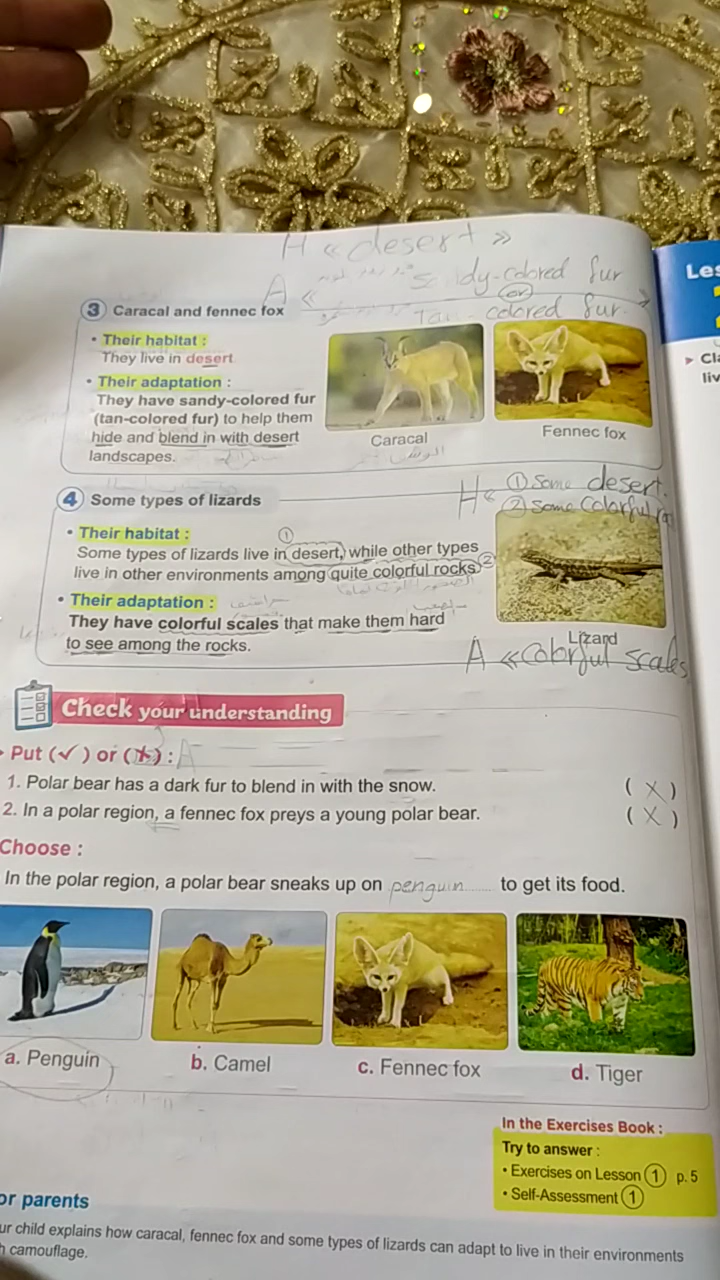 H « desert »
A « sandy-colored fur
or
Tan - colored fur.
3 Caracal and fennec fox
• Their habitat :
They live in desert
• Their adaptation :
They have sandy-colored fur
(tan-colored fur) to help them
hide and blend in with desert
landscapes.
Caracal
Fennec fox
4 Some types of lizards
H « ① Some desert.
② Some Colorful
• Their habitat :
①
Some types of lizards live in desert, while other types
live in other environments among quite colorful rocks. ②
• Their adaptation :
They have colorful scales that make them hard
to see among the rocks.
Lizard
A « Colorful scales
Check your understanding
Put (✓) or (✗) : A
1. Polar bear has a dark fur to blend in with the snow. ( X )
2. In a polar region, a fennec fox preys a young polar bear. ( X )
Choose :
In the polar region, a polar bear sneaks up on penguin to get its food.
a. Penguin
b. Camel
c. Fennec fox
d. Tiger
In the Exercises Book :
Try to answer :
• Exercises on Lesson 1 p. 5
• Self-Assessment 1
or parents
ur child explains how caracal, fennec fox and some types of lizards can adapt to live in their environments
h camouflage.
Les
Cla
liv